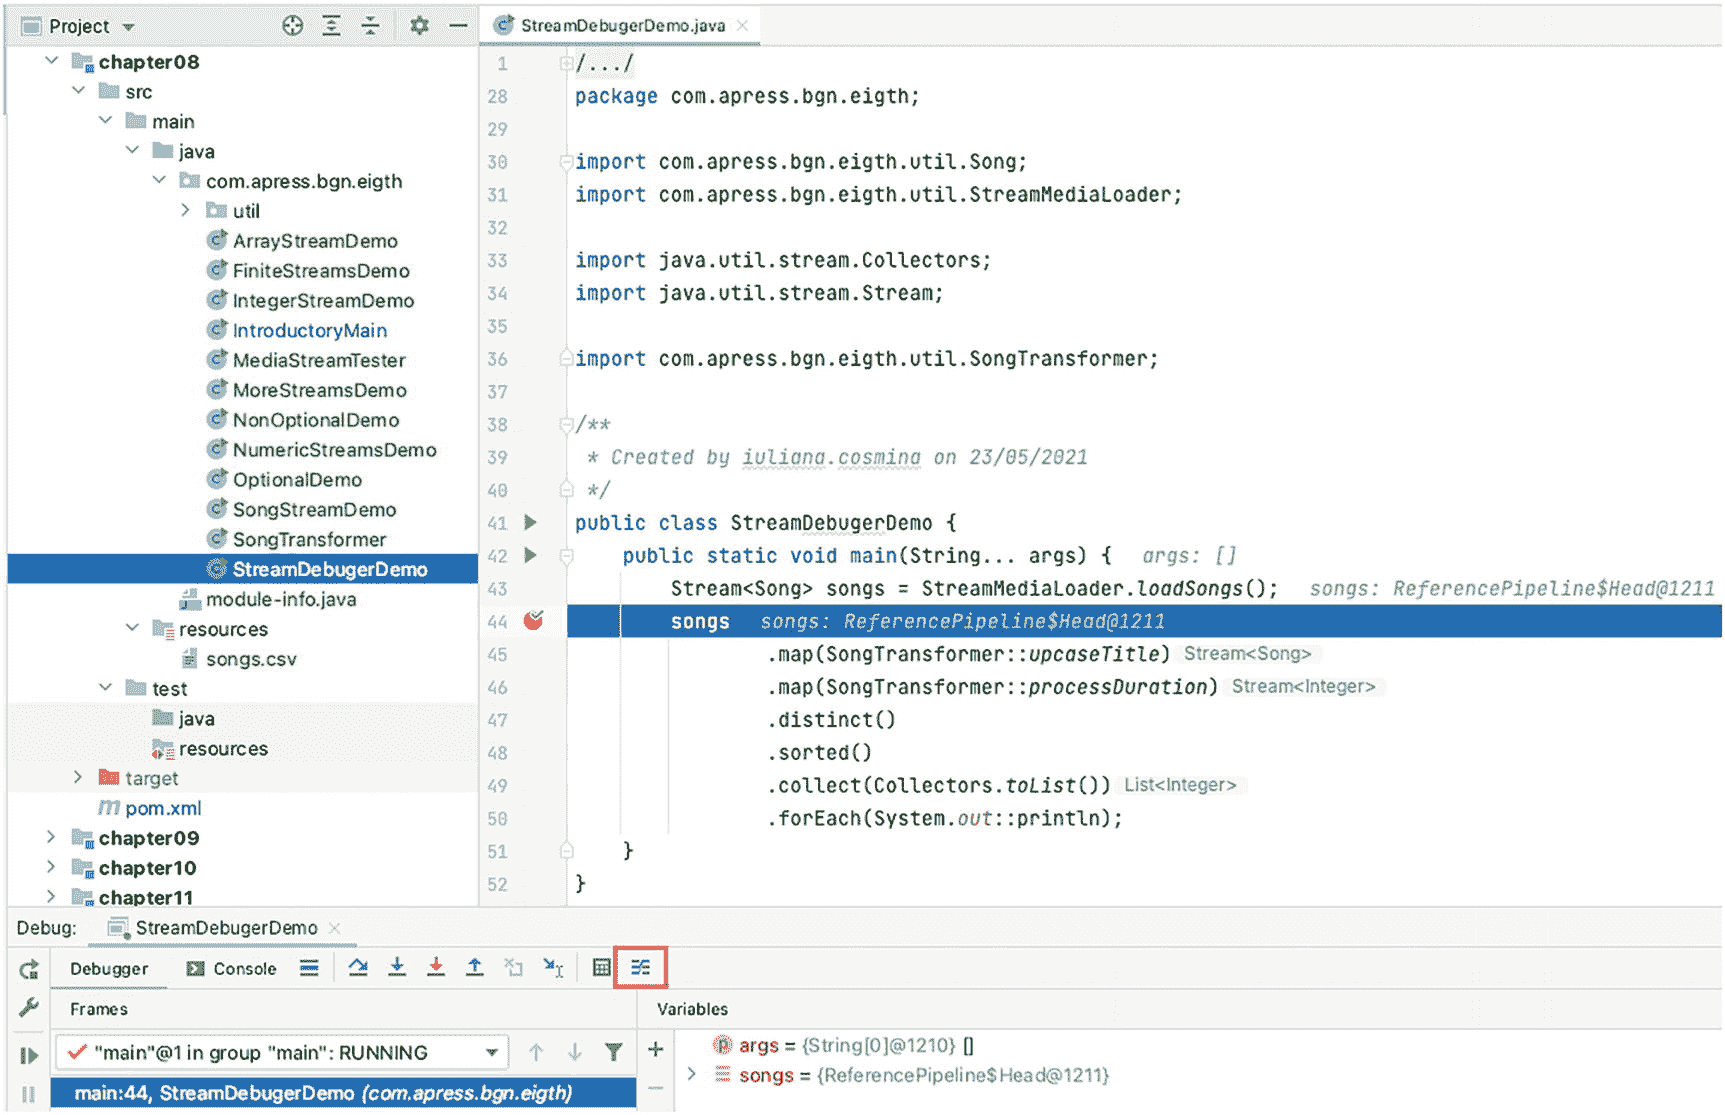 Project
StreamDebugerDemo.java
chapter08
src
main
java
com.apress.bgn.eigth
util
ArrayStreamDemo
FiniteStreamsDemo
IntegerStreamDemo
IntroductoryMain
MediaStreamTester
MoreStreamsDemo
NonOptionalDemo
NumericStreamsDemo
OptionalDemo
SongStreamDemo
SongTransformer
StreamDebugerDemo
module-info.java
resources
songs.csv
test
java
resources
target
pom.xml
chapter09
chapter10
chapter11
1 /.../
28 package com.apress.bgn.eigth;
29
30 import com.apress.bgn.eigth.util.Song;
31 import com.apress.bgn.eigth.util.StreamMediaLoader;
32
33 import java.util.stream.Collectors;
34 import java.util.stream.Stream;
35
36 import com.apress.bgn.eigth.util.SongTransformer;
37
38 /**
39 * Created by iuliana.cosmina on 23/05/2021
40 */
41 public class StreamDebugerDemo {
42 public static void main(String... args) { args: []
43 Stream<Song> songs = StreamMediaLoader.loadSongs(); songs: ReferencePipeline$Head@1211
44 songs songs: ReferencePipeline$Head@1211
45 .map(SongTransformer::upcaseTitle) Stream<Song>
46 .map(SongTransformer::processDuration) Stream<Integer>
47 .distinct()
48 .sorted()
49 .collect(Collectors.toList()) List<Integer>
50 .forEach(System.out::println);
51 }
52 }
Debug: StreamDebugerDemo
Debugger Console
Frames
Variables
"main"@1 in group "main": RUNNING
main:44, StreamDebugerDemo (com.apress.bgn.eigth)
args = {String[0]@1210} []
songs = {ReferencePipeline$Head@1211}